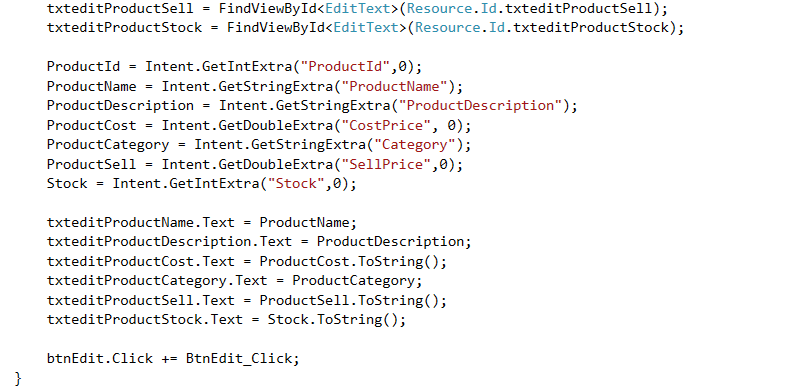 txteditProductSell = FindViewById<EditText>(Resource.Id.txteditProductSell);
txteditProductStock = FindViewById<EditText>(Resource.Id.txteditProductStock);
ProductId = Intent.GetIntExtra("ProductId",0);
ProductName = Intent.GetStringExtra("ProductName");
ProductDescription = Intent.GetStringExtra("ProductDescription");
ProductCost = Intent.GetDoubleExtra("CostPrice", 0);
ProductCategory = Intent.GetStringExtra("Category");
ProductSell = Intent.GetDoubleExtra("SellPrice",0);
Stock = Intent.GetIntExtra("Stock",0);
txteditProductName.Text = ProductName;
txteditProductDescription.Text = ProductDescription;
txteditProductCost.Text = ProductCost.ToString();
txteditProductCategory.Text = ProductCategory;
txteditProductSell.Text = ProductSell.ToString();
txteditProductStock.Text = Stock.ToString();
btnEdit.Click += BtnEdit_Click;
}